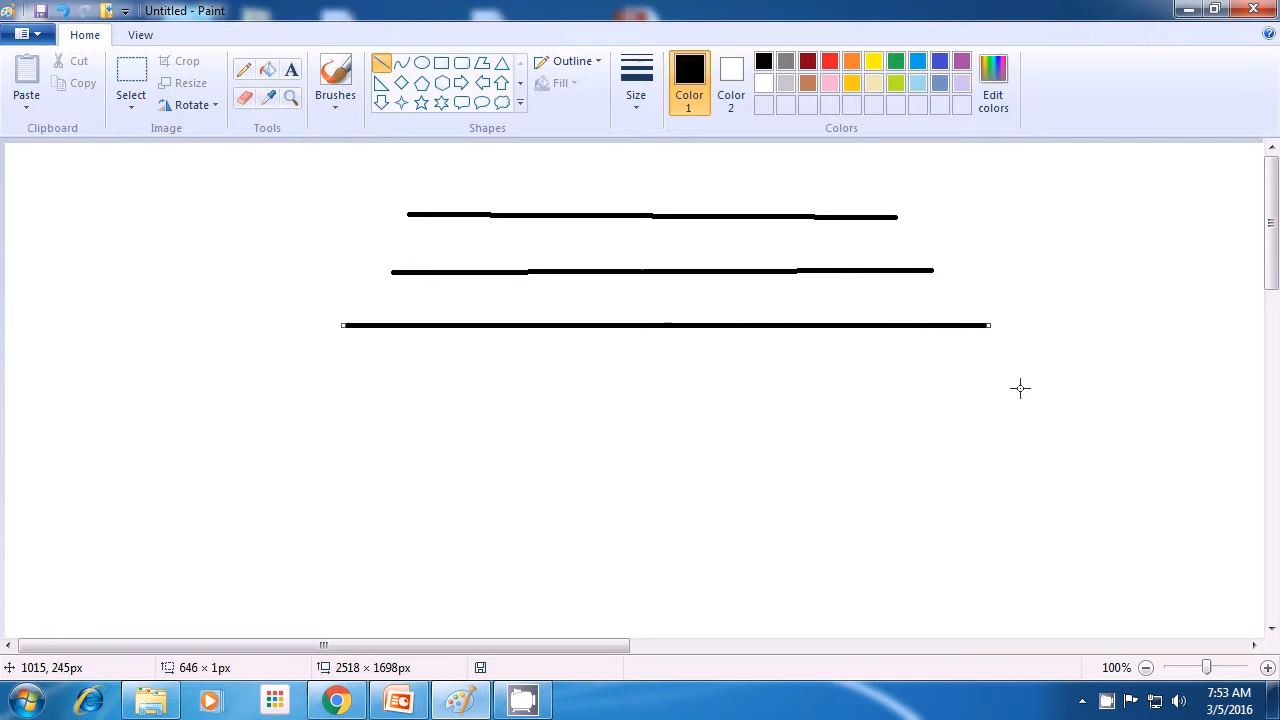 Untitled - Paint
Home View
Cut
Copy
Paste
Clipboard
Crop
Resize
Rotate
Select
Image
Tools
Brushes
Outline
Fill
Shapes
Size
Color 1
Color 2
Edit colors
Colors
1015, 245px
646 × 1px
2518 × 1698px
100%
7:53 AM
3/5/2016